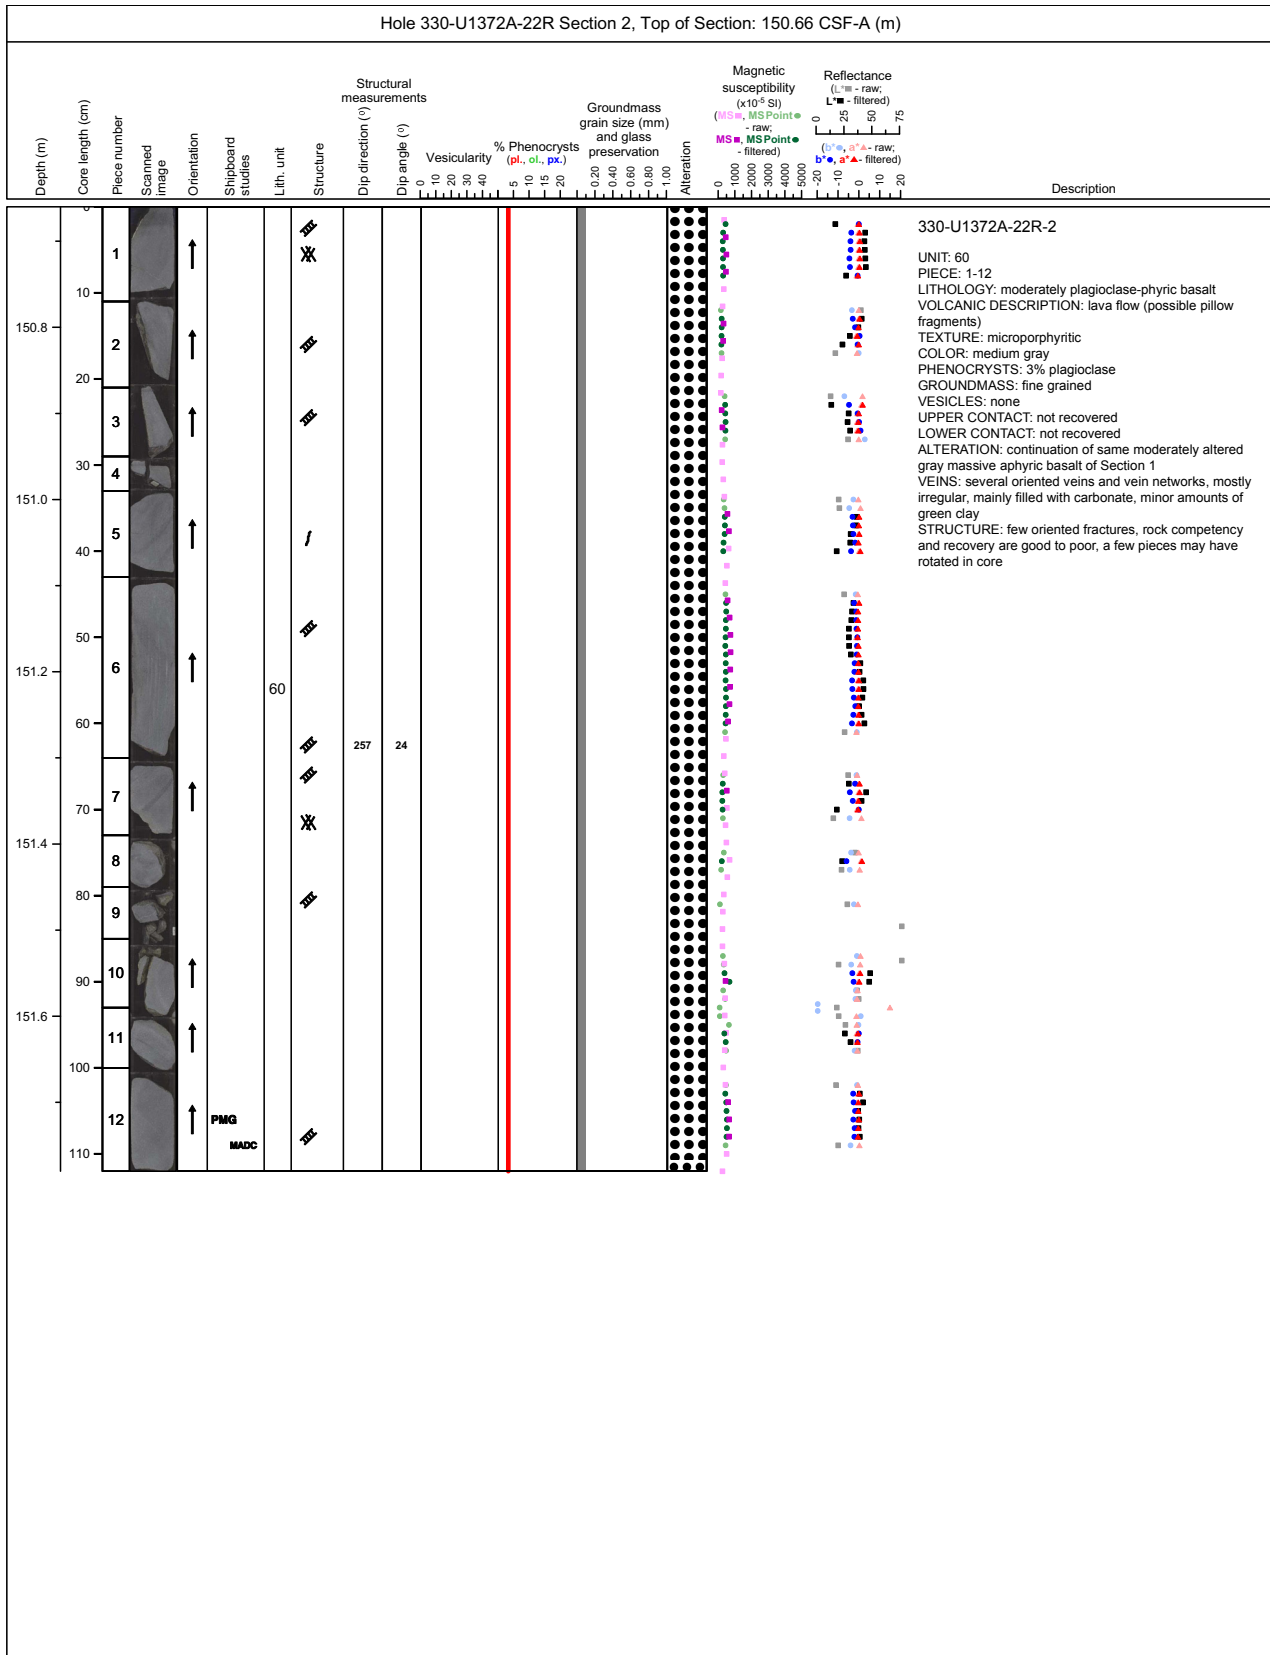 Hole 330-U1372A-22R Section 2, Top of Section: 150.66 CSF-A (m)
Depth (m)
Core length (cm)
Piece number
Scanned
image
Orientation
Shipboard
studies
Lith. unit
Structure
Structural
measurements
Dip direction (º)
Dip angle (º)
Vesicularity
0 10 20 30 40
% Phenocrysts
(pl., ol., px.)
5 10 15 20
Groundmass
grain size (mm)
and glass
preservation
0.20 0.40 0.60 0.80 1.00
Alteration
Magnetic
susceptibility
(x10-5 SI)
(MS■, MSPoint●
- raw;
MS■, MSPoint●
- filtered)
0 1000 2000 3000 4000 5000
Reflectance
(L*■ - raw;
L*■ - filtered)
0 25 50 75
(b*●, a*▲- raw;
b*●, a*▲- filtered)
-20 -10 0 10 20
Description
0
10
20
30
40
50
60
70
80
90
100
110
150.8
151.0
151.2
151.4
151.6
1
2
3
4
5
6
7
8
9
10
11
12
PMG
MADC
60
257
24
330-U1372A-22R-2
UNIT: 60
PIECE: 1-12
LITHOLOGY: moderately plagioclase-phyric basalt
VOLCANIC DESCRIPTION: lava flow (possible pillow
fragments)
TEXTURE: microporphyritic
COLOR: medium gray
PHENOCRYSTS: 3% plagioclase
GROUNDMASS: fine grained
VESICLES: none
UPPER CONTACT: not recovered
LOWER CONTACT: not recovered
ALTERATION: continuation of same moderately altered
gray massive aphyric basalt of Section 1
VEINS: several oriented veins and vein networks, mostly
irregular, mainly filled with carbonate, minor amounts of
green clay
STRUCTURE: few oriented fractures, rock competency
and recovery are good to poor, a few pieces may have
rotated in core